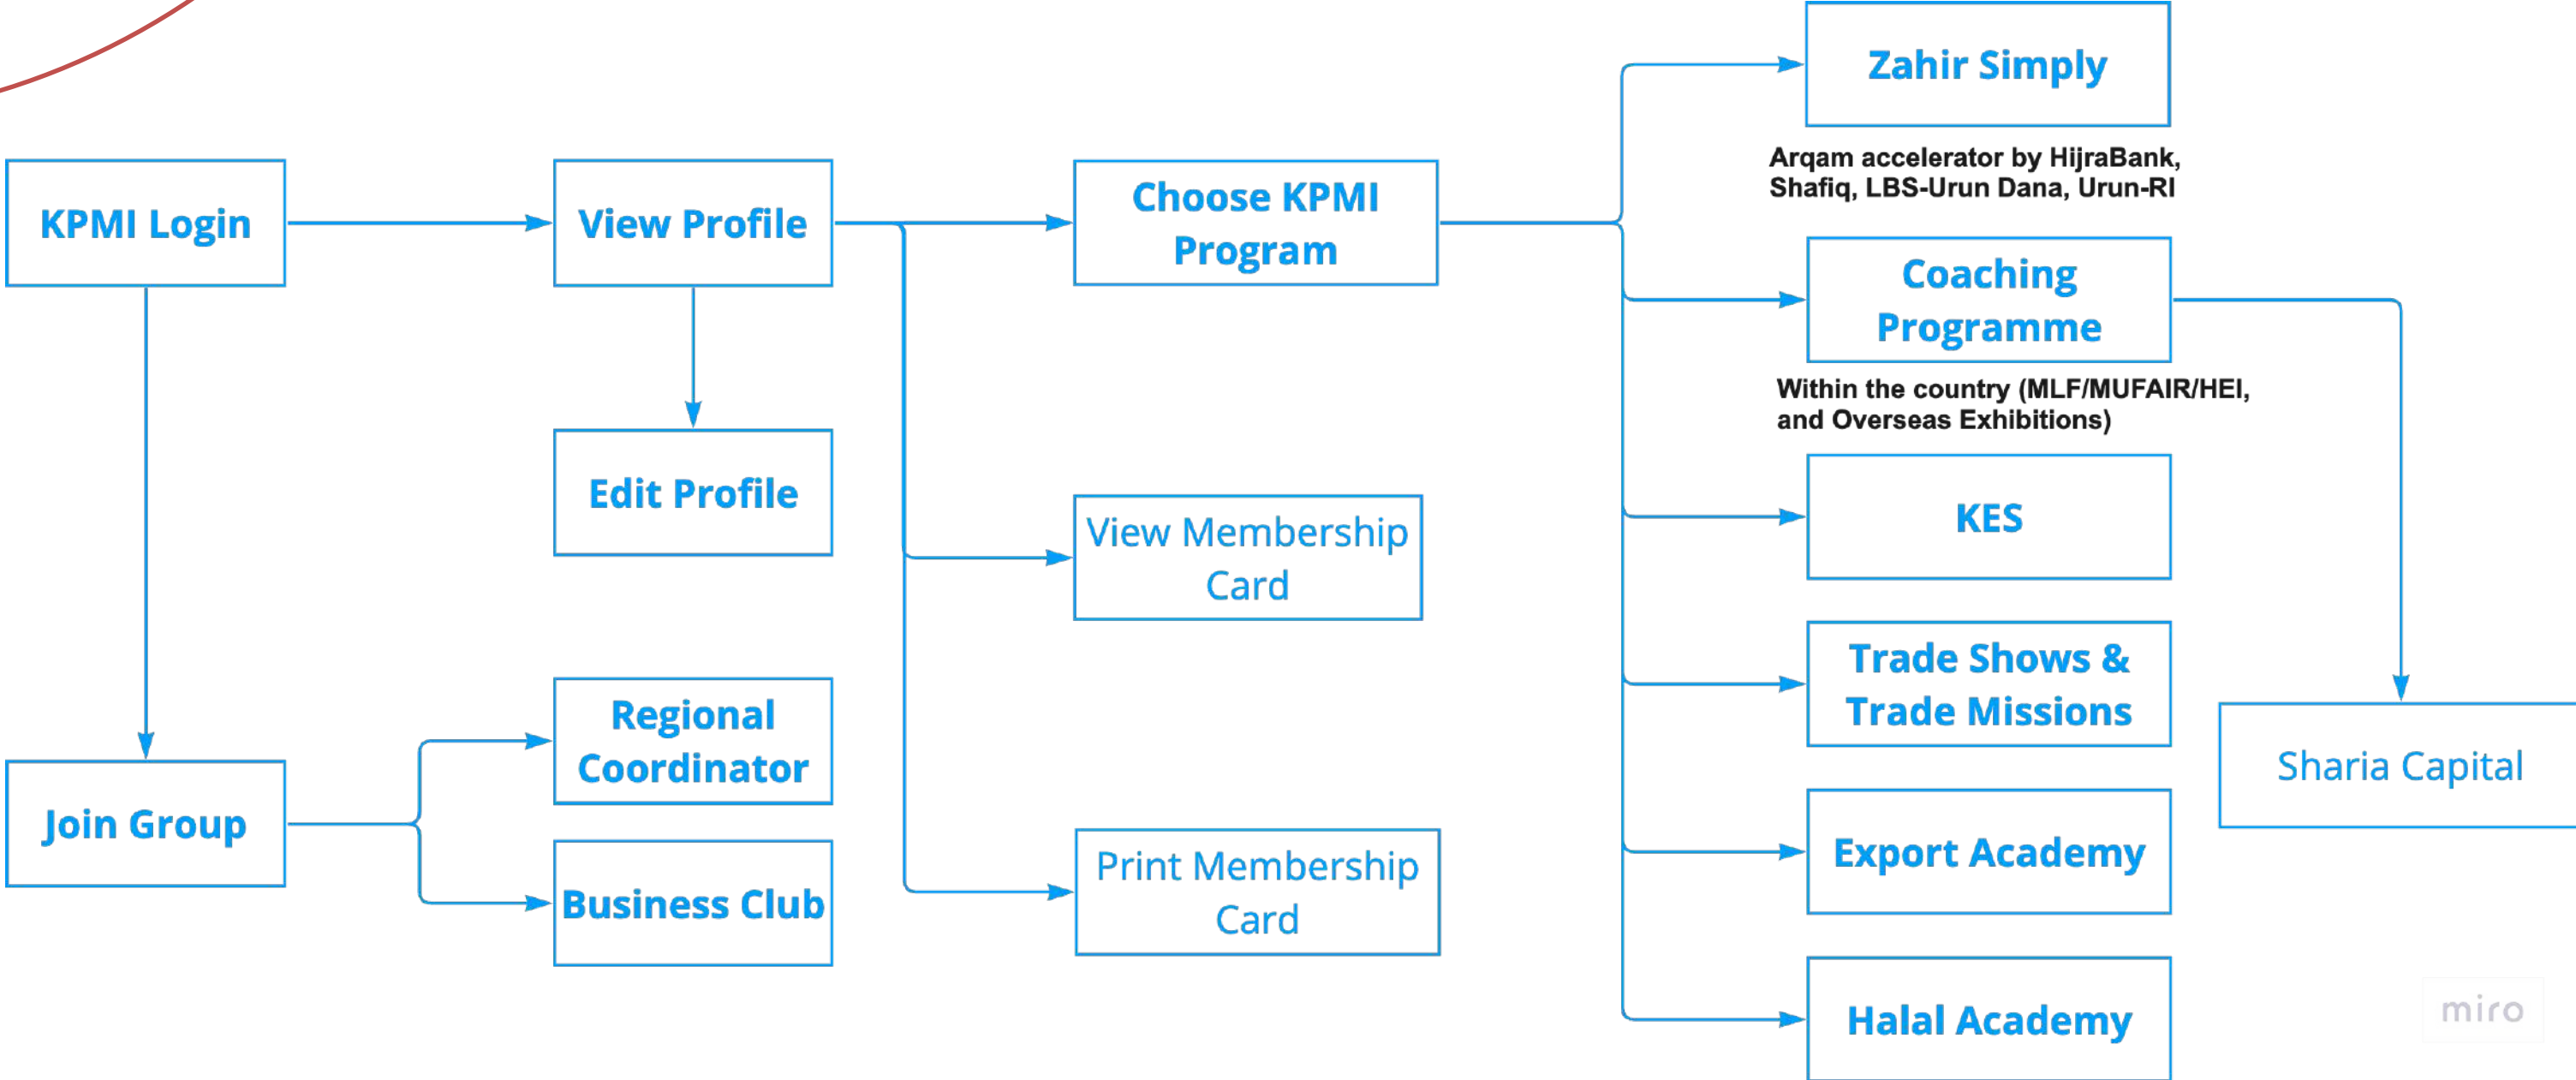 KPMI Login
View Profile
Choose KPMI
Program
Zahir Simply
Arqam accelerator by HijraBank,
Shafiq, LBS-Urun Dana, Urun-RI
Coaching
Programme
Within the country (MLF/MUFAIR/HEI,
and Overseas Exhibitions)
Edit Profile
View Membership
Card
KES
Trade Shows &
Trade Missions
Sharia Capital
Join Group
Regional
Coordinator
Business Club
Print Membership
Card
Export Academy
Halal Academy
miro